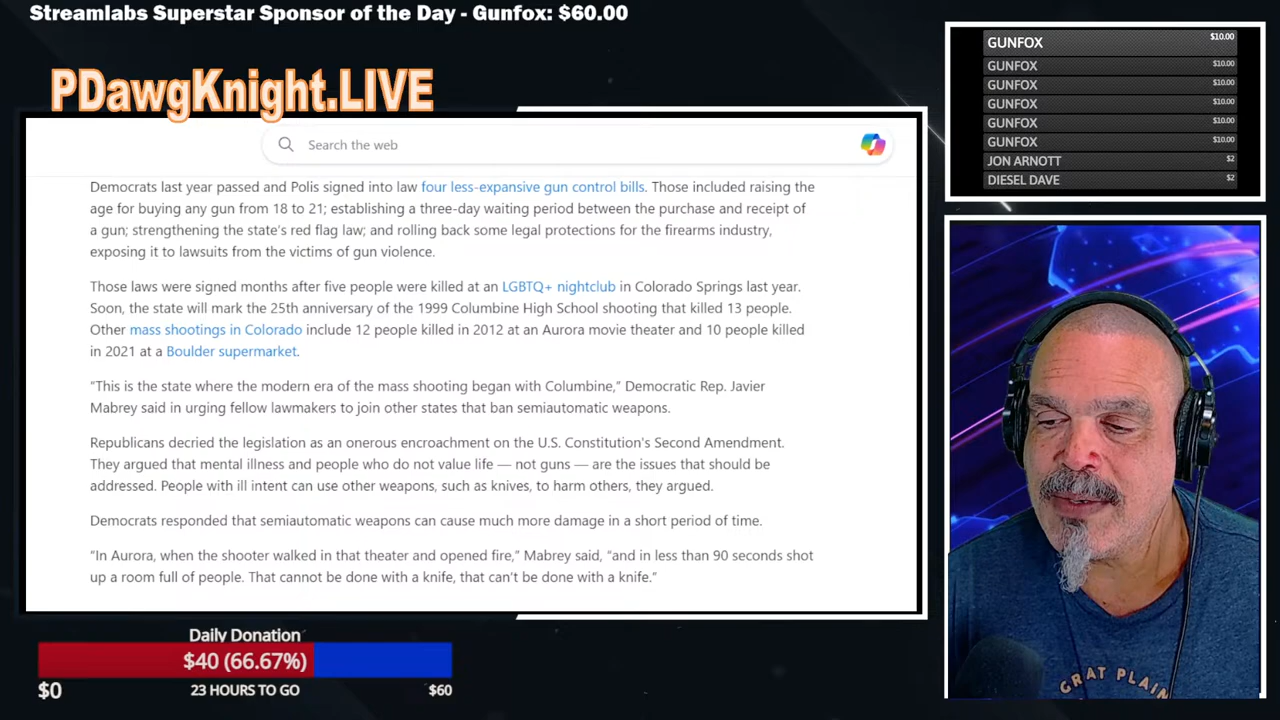 Streamlabs Superstar Sponsor of the Day - Gunfox: $60.00
PDawgKnight.LIVE
Search the web
Democrats last year passed and Polis signed into law four less-expensive gun control bills. Those included raising the
age for buying any gun from 18 to 21; establishing a three-day waiting period between the purchase and receipt of
a gun; strengthening the state's red flag law; and rolling back some legal protections for the firearms industry,
exposing it to lawsuits from the victims of gun violence.
Those laws were signed months after five people were killed at an LGBTQ+ nightclub in Colorado Springs last year.
Soon, the state will mark the 25th anniversary of the 1999 Columbine High School shooting that killed 13 people.
Other mass shootings in Colorado include 12 people killed in 2012 at an Aurora movie theater and 10 people killed
in 2021 at a Boulder supermarket.
“This is the state where the modern era of the mass shooting began with Columbine,” Democratic Rep. Javier
Mabrey said in urging fellow lawmakers to join other states that ban semiautomatic weapons.
Republicans decried the legislation as an onerous encroachment on the U.S. Constitution's Second Amendment.
They argued that mental illness and people who do not value life — not guns — are the issues that should be
addressed. People with ill intent can use other weapons, such as knives, to harm others, they argued.
Democrats responded that semiautomatic weapons can cause much more damage in a short period of time.
“In Aurora, when the shooter walked in that theater and opened fire,” Mabrey said, “and in less than 90 seconds shot
up a room full of people. That cannot be done with a knife, that can't be done with a knife.”
Daily Donation
$40 (66.67%)
$0 23 HOURS TO GO $60
GUNFOX $10.00
GUNFOX $10.00
GUNFOX $10.00
GUNFOX $10.00
GUNFOX $10.00
GUNFOX $10.00
JON ARNOTT $2
DIESEL DAVE $2
GREAT PLAIN